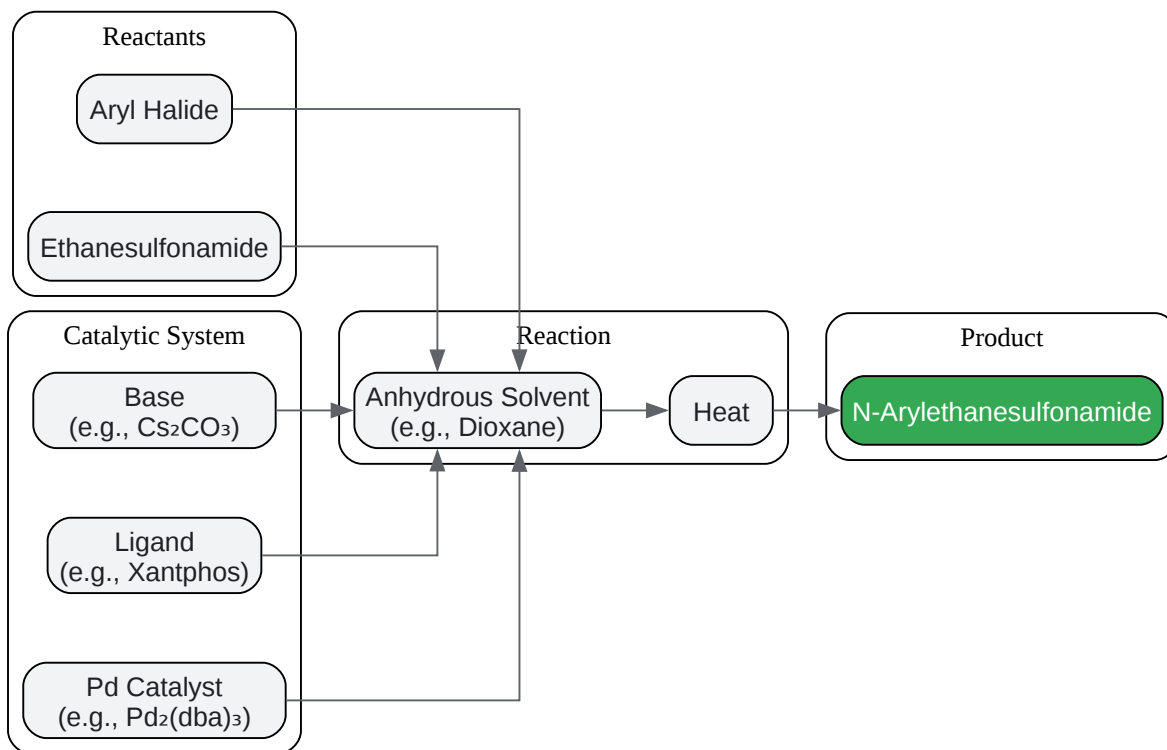 Reactants
Aryl Halide
Ethanesulfonamide
Catalytic System
Base
(e.g., Cs₂CO₃)
Ligand
(e.g., Xantphos)
Pd Catalyst
(e.g., Pd₂(dba)₃)
Reaction
Anhydrous Solvent
(e.g., Dioxane)
Heat
Product
N-Arylethanesulfonamide